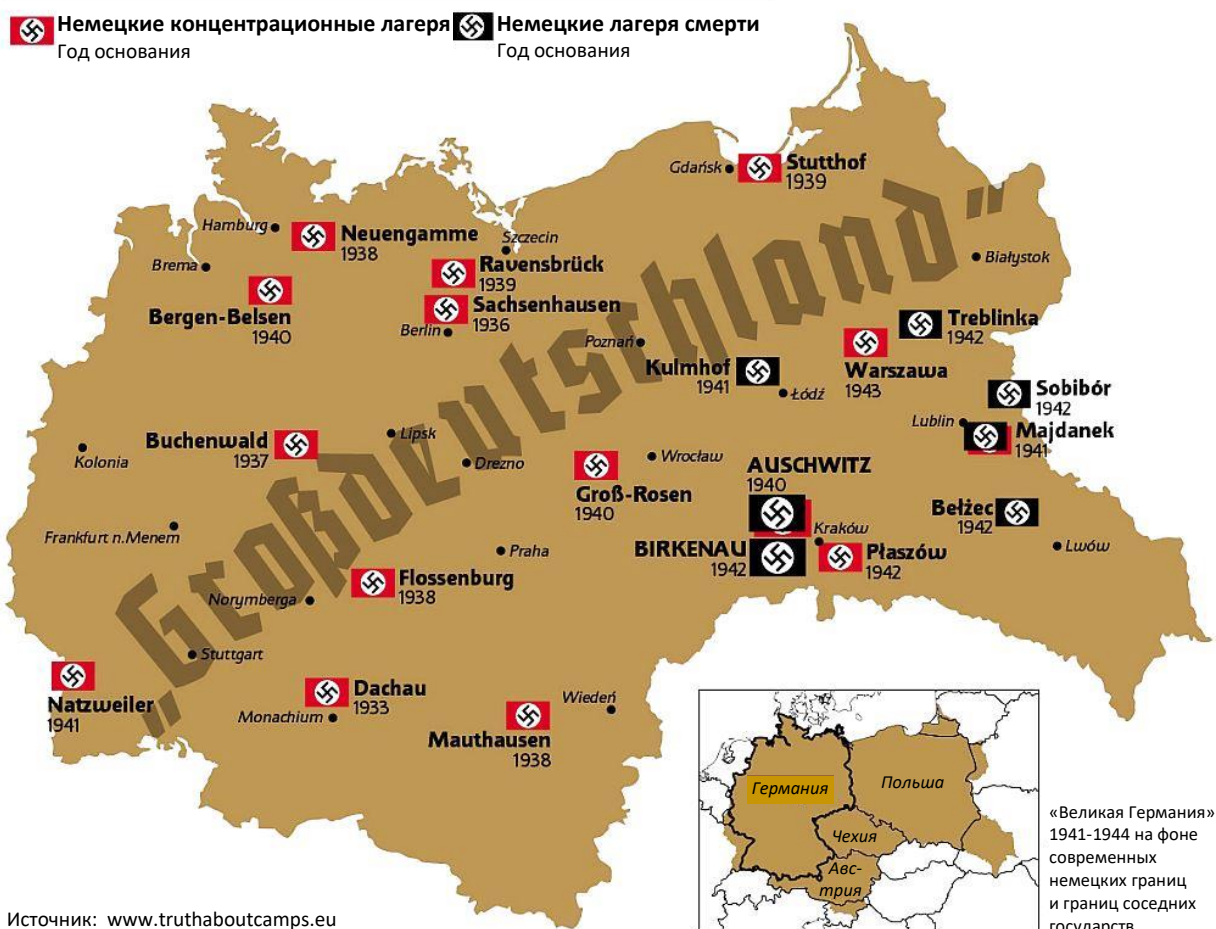 Немецкие концентрационные лагеря
Год основания
Немецкие лагеря смерти
Год основания
Gdańsk
Stutthof
1939
Hamburg
Neuengamme
1938
Szczecin
Brema
Ravensbrück
1939
Białystok
Bergen-Belsen
1940
Sachsenhausen
1936
Berlin
Treblinka
1942
Poznań
Warszawa
1943
Kulmhof
1941
Łódź
Sobibór
1942
Lublin
Majdanek
1941
Buchenwald
1937
Lipsk
Kolonia
Drezno
Wrocław
Groß-Rosen
1940
AUSCHWITZ
1940
Bełżec
1942
Frankfurt n.Menem
Praha
Kraków
BIRKENAU
1942
Płaszów
1942
Lwów
Flossenburg
1938
Norymberga
„Großdeutschland”
Stuttgart
Natzweiler
1941
Dachau
1933
Monachium
Wiedeń
Mauthausen
1938
Германия
Польша
Чехия
Авс-
трия
«Великая Германия»
1941-1944 на фоне
современных
немецких границ
и границ соседних
государств
Источник: www.truthaboutcamps.eu